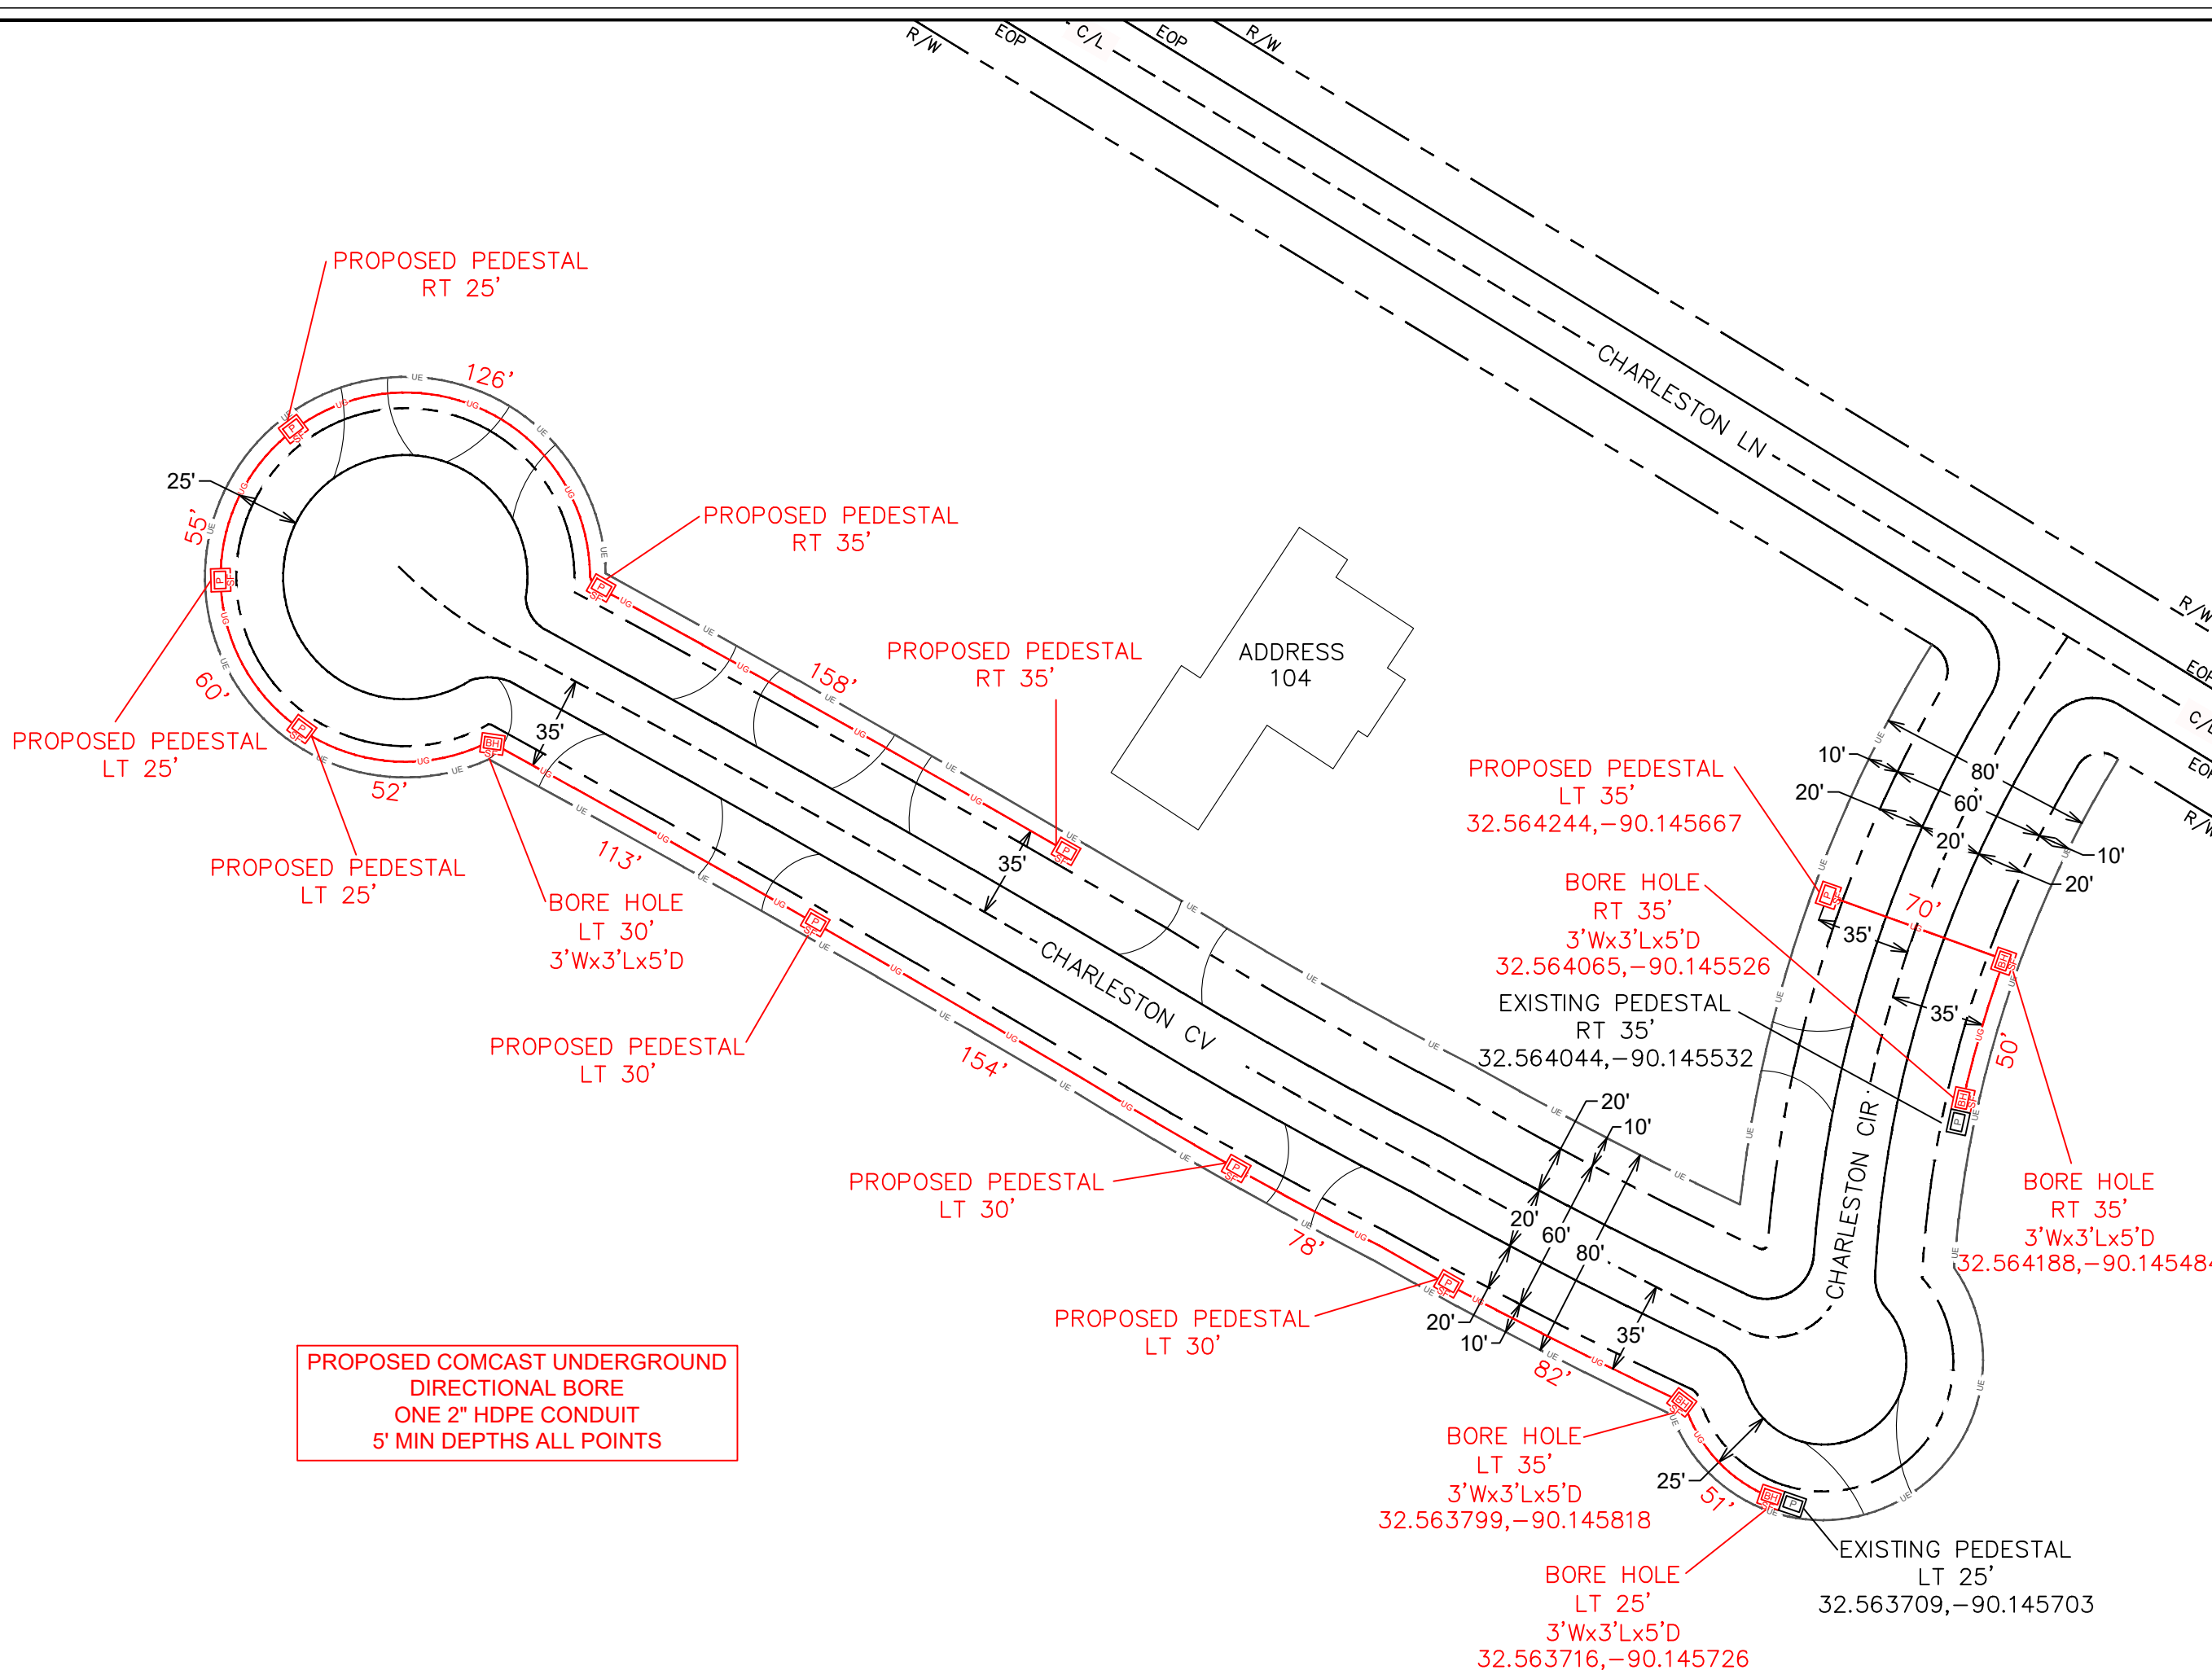 R/W
EOP
C/L
EOP
R/W
CHARLESTON LN
PROPOSED PEDESTAL
RT 25'
126'
25'
55'
60'
52'
PROPOSED PEDESTAL
RT 35'
158'
PROPOSED PEDESTAL
RT 35'
ADDRESS
104
PROPOSED PEDESTAL
LT 25'
PROPOSED PEDESTAL
LT 25'
BORE HOLE
LT 30'
3'Wx3'Lx5'D
35'
113'
35'
CHARLESTON CV
PROPOSED PEDESTAL
LT 30'
154'
PROPOSED PEDESTAL
LT 30'
78'
PROPOSED PEDESTAL
LT 30'
82'
R/W
EOP
C/L
EOP
R/W
10'
80'
60'
20'
20'
10'
20'
PROPOSED PEDESTAL
LT 35'
32.564244,-90.145667
70'
35'
BORE HOLE
RT 35'
3'Wx3'Lx5'D
32.564065,-90.145526
35'
50'
EXISTING PEDESTAL
RT 35'
32.564044,-90.145532
CHARLESTON CIR
20'
10'
20'
60'
80'
20'
10'
35'
BORE HOLE
RT 35'
3'Wx3'Lx5'D
32.564188,-90.145484
BORE HOLE
LT 35'
3'Wx3'Lx5'D
32.563799,-90.145818
25'
51'
BORE HOLE
LT 25'
3'Wx3'Lx5'D
32.563716,-90.145726
EXISTING PEDESTAL
LT 25'
32.563709,-90.145703
PROPOSED COMCAST UNDERGROUND
DIRECTIONAL BORE
ONE 2" HDPE CONDUIT
5' MIN DEPTHS ALL POINTS